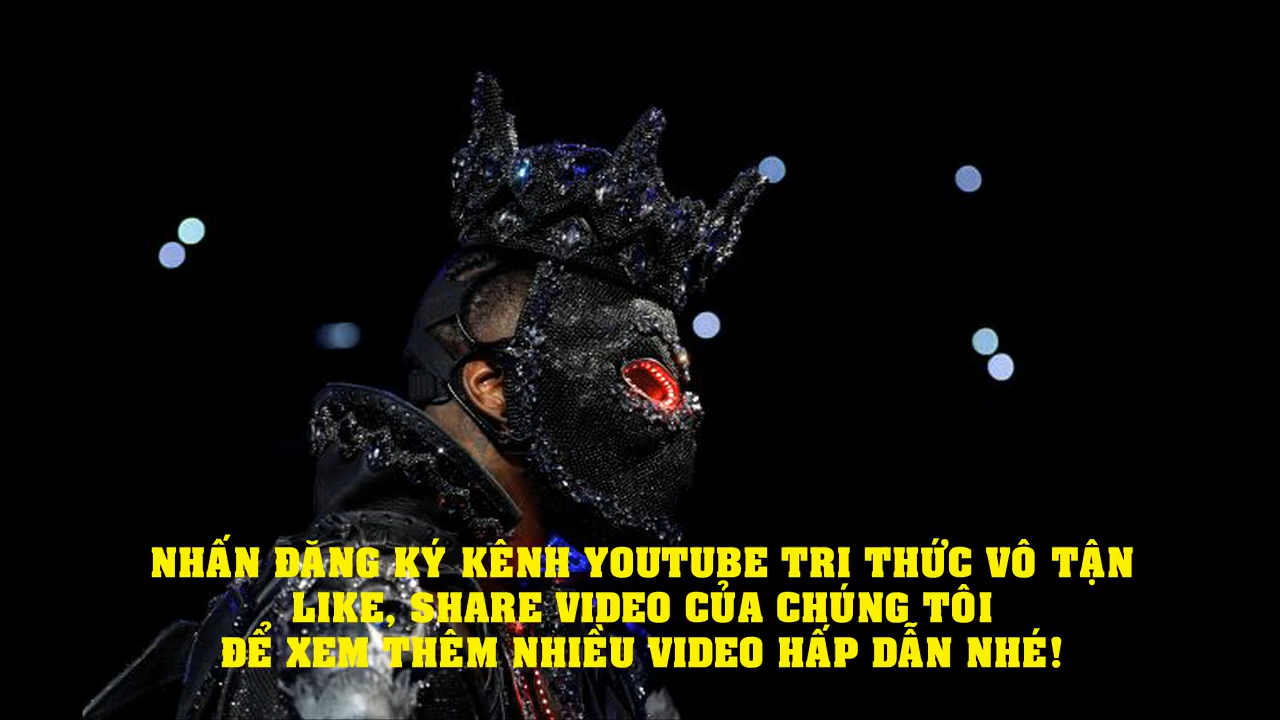 NHẤN ĐĂNG KÝ KÊNH YOUTUBE TRI THỨC VÔ TẬN
LIKE, SHARE VIDEO CỦA CHÚNG TÔI
ĐỂ XEM THÊM NHIỀU VIDEO HẤP DẪN NHÉ!